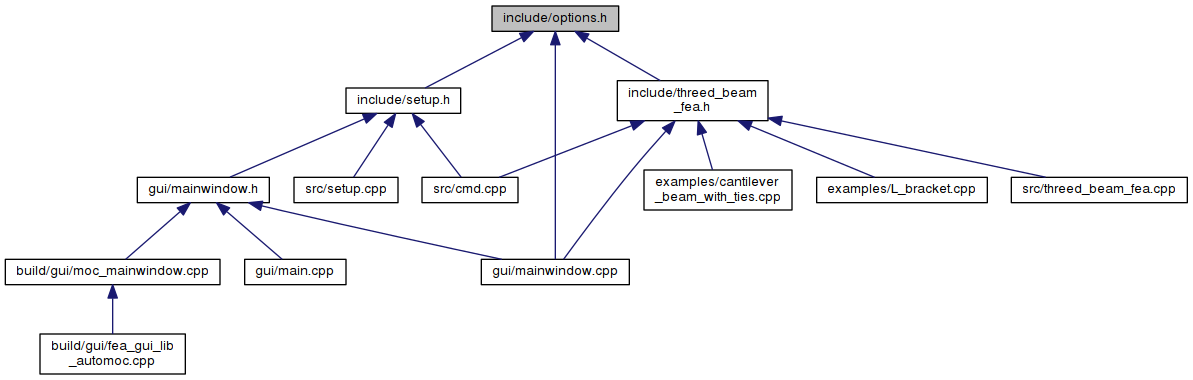 include/options.h
include/setup.h
include/threed_beam
_fea.h
gui/mainwindow.h
src/setup.cpp
src/cmd.cpp
examples/cantilever
_beam_with_ties.cpp
examples/L_bracket.cpp
src/threed_beam_fea.cpp
build/gui/moc_mainwindow.cpp
gui/main.cpp
gui/mainwindow.cpp
build/gui/fea_gui_lib
_automoc.cpp